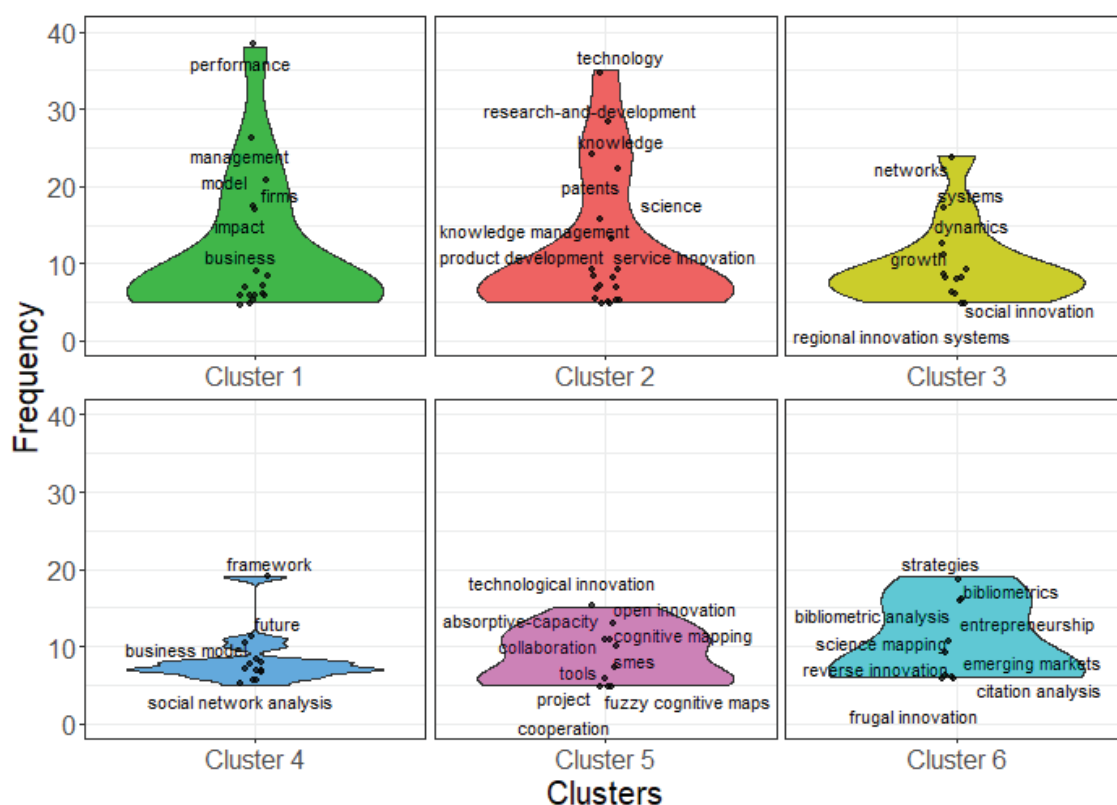 Frequency
40
30
20
10
0
performance
management
model
firms
impact
business
Cluster 1
technology
research-and-development
knowledge
patents
science
knowledge management
product development
service innovation
Cluster 2
networks
systems
dynamics
growth
social innovation
regional innovation systems
Cluster 3
40
30
20
10
0
framework
future
business model
social network analysis
Cluster 4
technological innovation
open innovation
absorptive-capacity
cognitive mapping
collaboration
smes
tools
project
fuzzy cognitive maps
cooperation
Cluster 5
strategies
bibliometrics
bibliometric analysis
entrepreneurship
science mapping
emerging markets
reverse innovation
citation analysis
frugal innovation
Cluster 6
Clusters